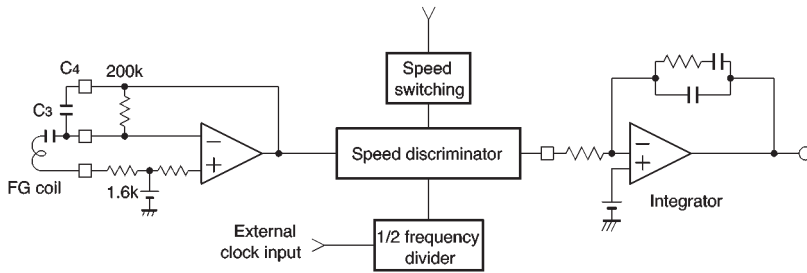 C4
200k
C3
FG coil
1.6k
−
+
Speed
switching
Speed discriminator
External
clock input
1/2 frequency
divider
−
+
Integrator